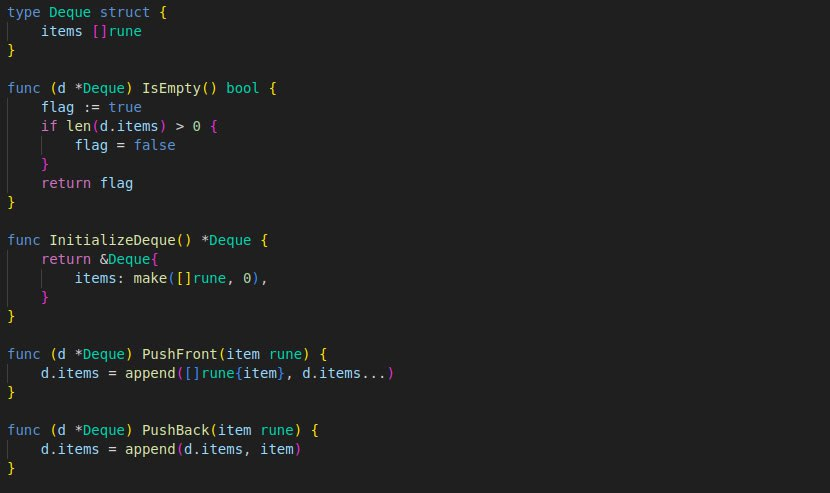 type Deque struct {
    items []rune
}

func (d *Deque) IsEmpty() bool {
    flag := true
    if len(d.items) > 0 {
        flag = false
    }
    return flag
}

func InitializeDeque() *Deque {
    return &Deque{
        items: make([]rune, 0),
    }
}

func (d *Deque) PushFront(item rune) {
    d.items = append([]rune{item}, d.items...)
}

func (d *Deque) PushBack(item rune) {
    d.items = append(d.items, item)
}